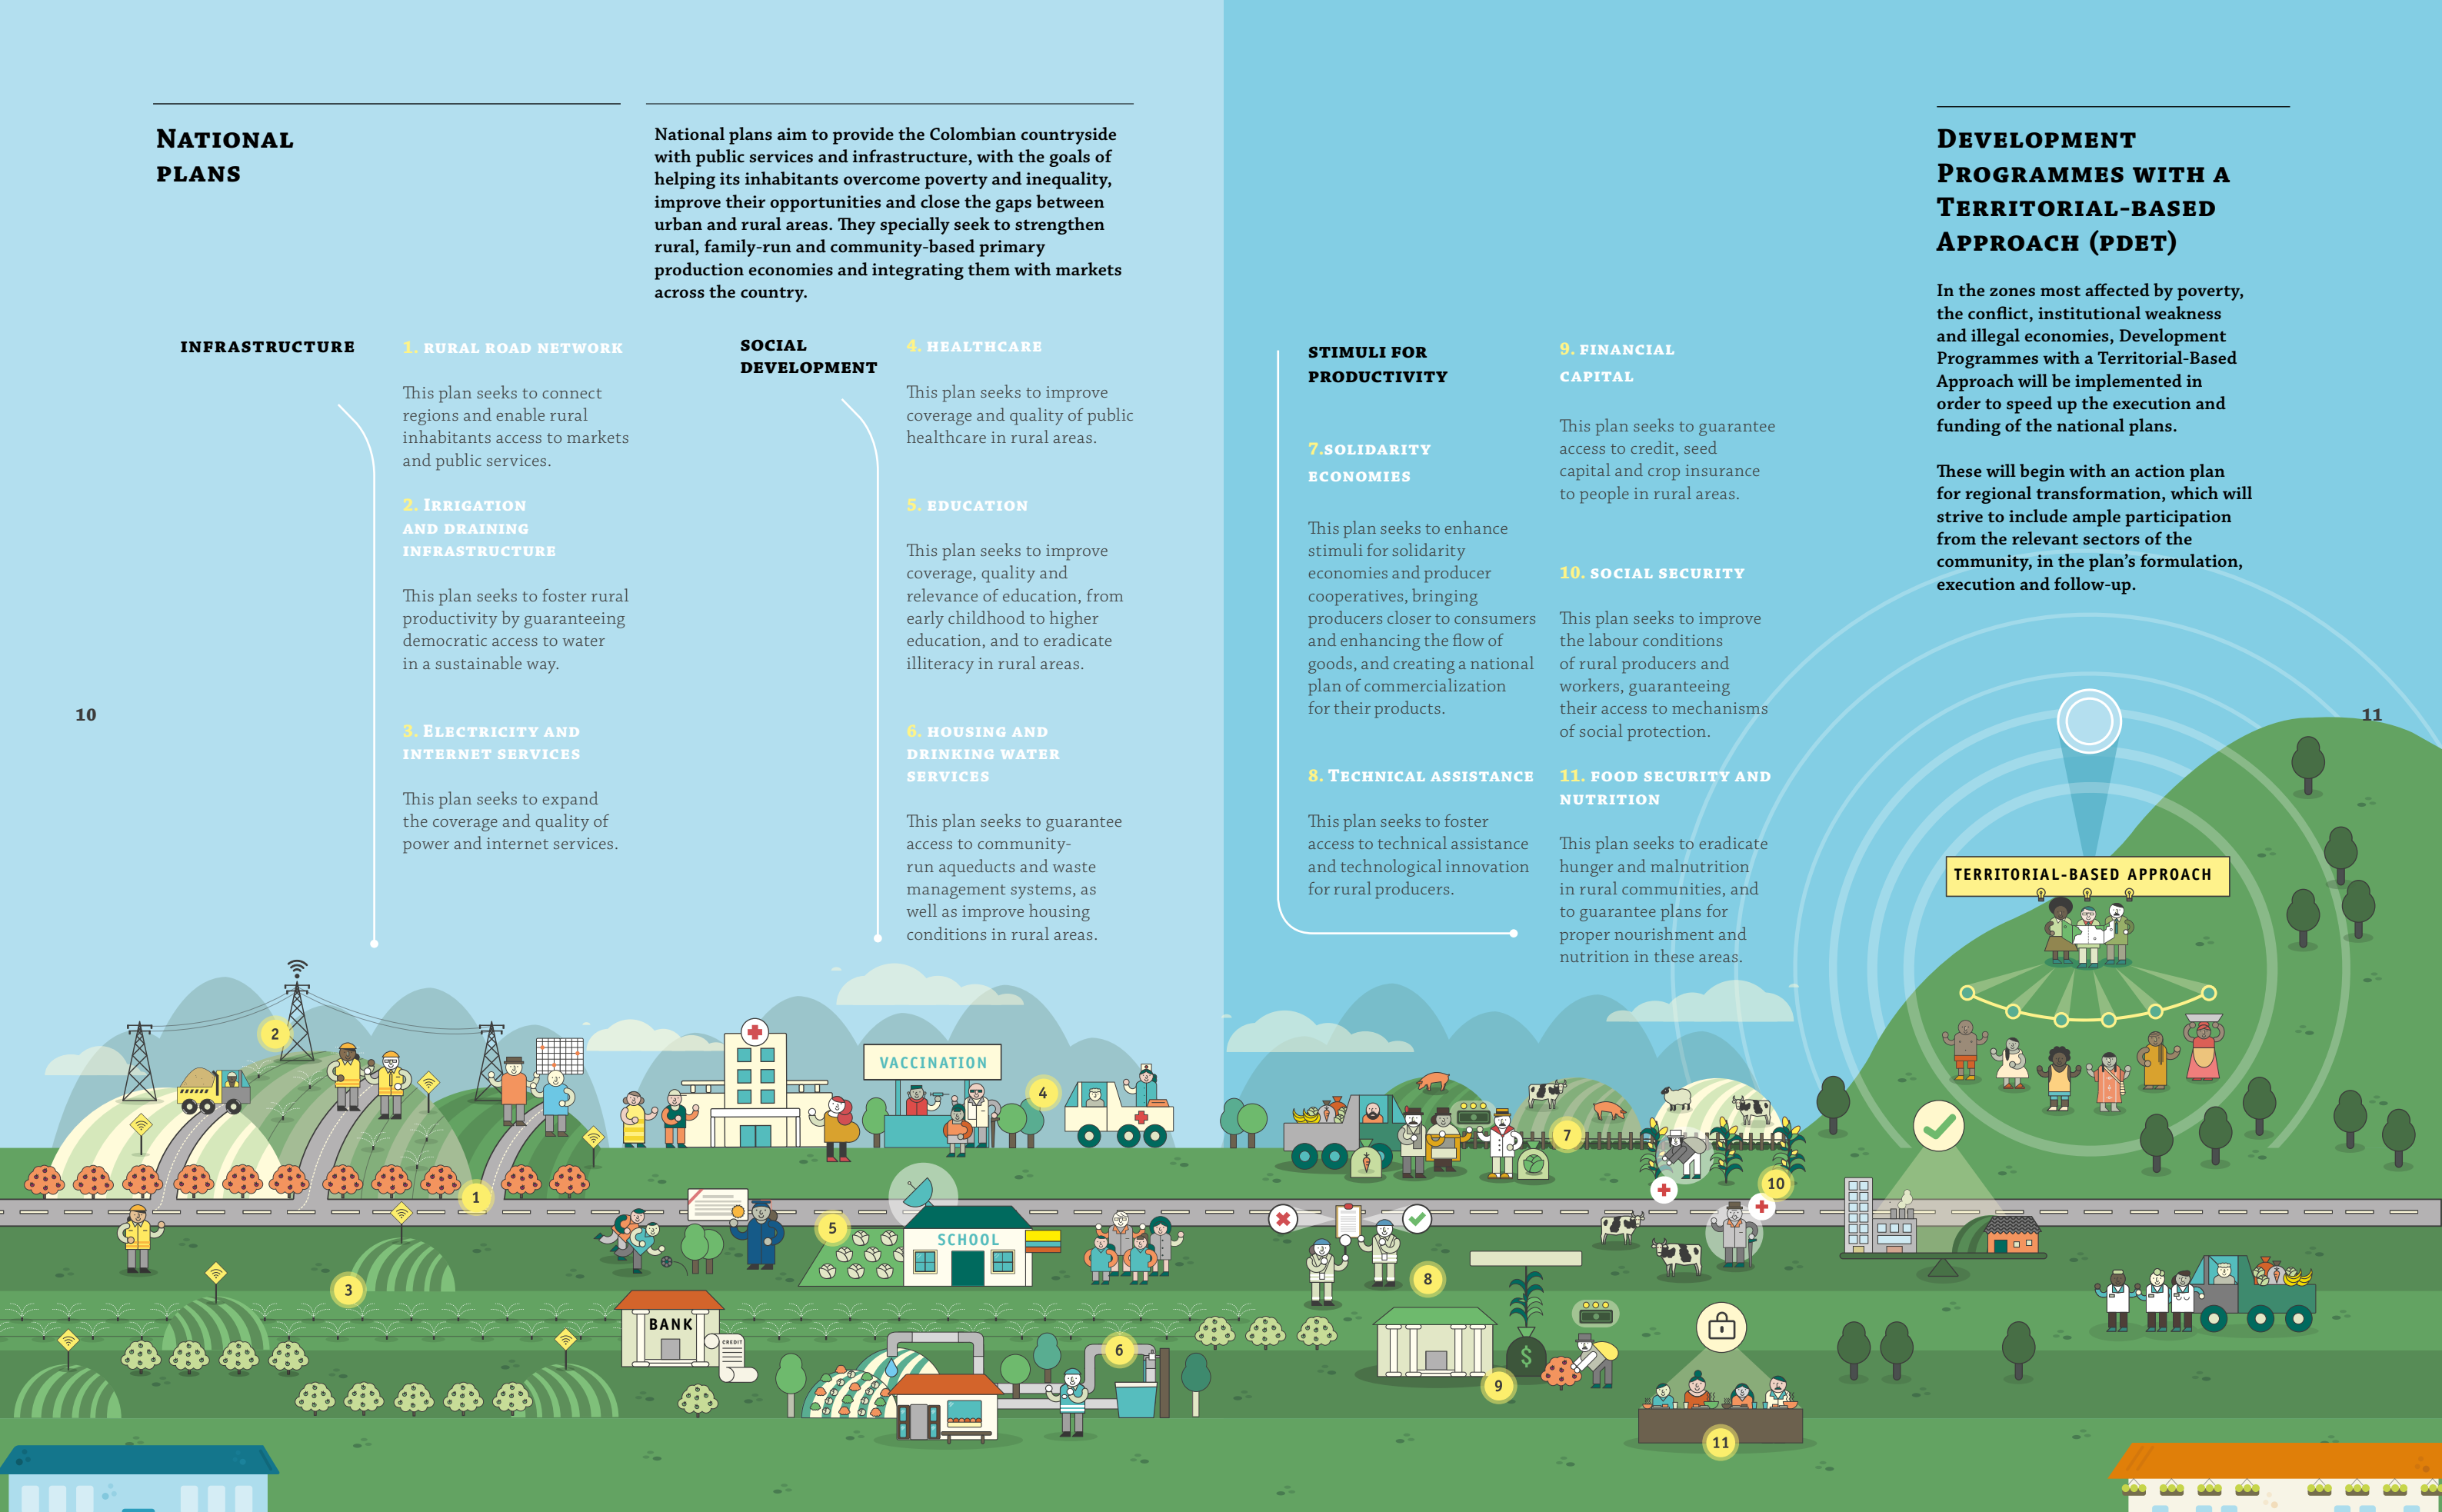 NATIONAL
PLANS
National plans aim to provide the Colombian countryside
with public services and infrastructure, with the goals of
helping its inhabitants overcome poverty and inequality,
improve their opportunities and close the gaps between
urban and rural areas. They specially seek to strengthen
rural, family-run and community-based primary
production economies and integrating them with markets
across the country.
INFRASTRUCTURE
1. RURAL ROAD NETWORK
This plan seeks to connect
regions and enable rural
inhabitants access to markets
and public services.
2. IRRIGATION
AND DRAINING
INFRASTRUCTURE
This plan seeks to foster rural
productivity by guaranteeing
democratic access to water
in a sustainable way.
3. ELECTRICITY AND
INTERNET SERVICES
This plan seeks to expand
the coverage and quality of
power and internet services.
SOCIAL
DEVELOPMENT
4. HEALTHCARE
This plan seeks to improve
coverage and quality of public
healthcare in rural areas.
5. EDUCATION
This plan seeks to improve
coverage, quality and
relevance of education, from
early childhood to higher
education, and to eradicate
illiteracy in rural areas.
6. HOUSING AND
DRINKING WATER
SERVICES
This plan seeks to guarantee
access to community-
run aqueducts and waste
management systems, as
well as improve housing
conditions in rural areas.
10
STIMULI FOR
PRODUCTIVITY
7.SOLIDARITY
ECONOMIES
This plan seeks to enhance
stimuli for solidarity
economies and producer
cooperatives, bringing
producers closer to consumers
and enhancing the flow of
goods, and creating a national
plan of commercialization
for their products.
8. TECHNICAL ASSISTANCE
This plan seeks to foster
access to technical assistance
and technological innovation
for rural producers.
9. FINANCIAL
CAPITAL
This plan seeks to guarantee
access to credit, seed
capital and crop insurance
to people in rural areas.
10. SOCIAL SECURITY
This plan seeks to improve
the labour conditions
of rural producers and
workers, guaranteeing
their access to mechanisms
of social protection.
11. FOOD SECURITY AND
NUTRITION
This plan seeks to eradicate
hunger and malnutrition
in rural communities, and
to guarantee plans for
proper nourishment and
nutrition in these areas.
DEVELOPMENT
PROGRAMMES WITH A
TERRITORIAL-BASED
APPROACH (PDET)
In the zones most affected by poverty,
the conflict, institutional weakness
and illegal economies, Development
Programmes with a Territorial-Based
Approach will be implemented in
order to speed up the execution and
funding of the national plans.
These will begin with an action plan
for regional transformation, which will
strive to include ample participation
from the relevant sectors of the
community, in the plan's formulation,
execution and follow-up.
11
TERRITORIAL-BASED APPROACH
2
VACCINATION
4
7
10
1
5
SCHOOL
8
3
BANK
CREDIT
6
$
9
11